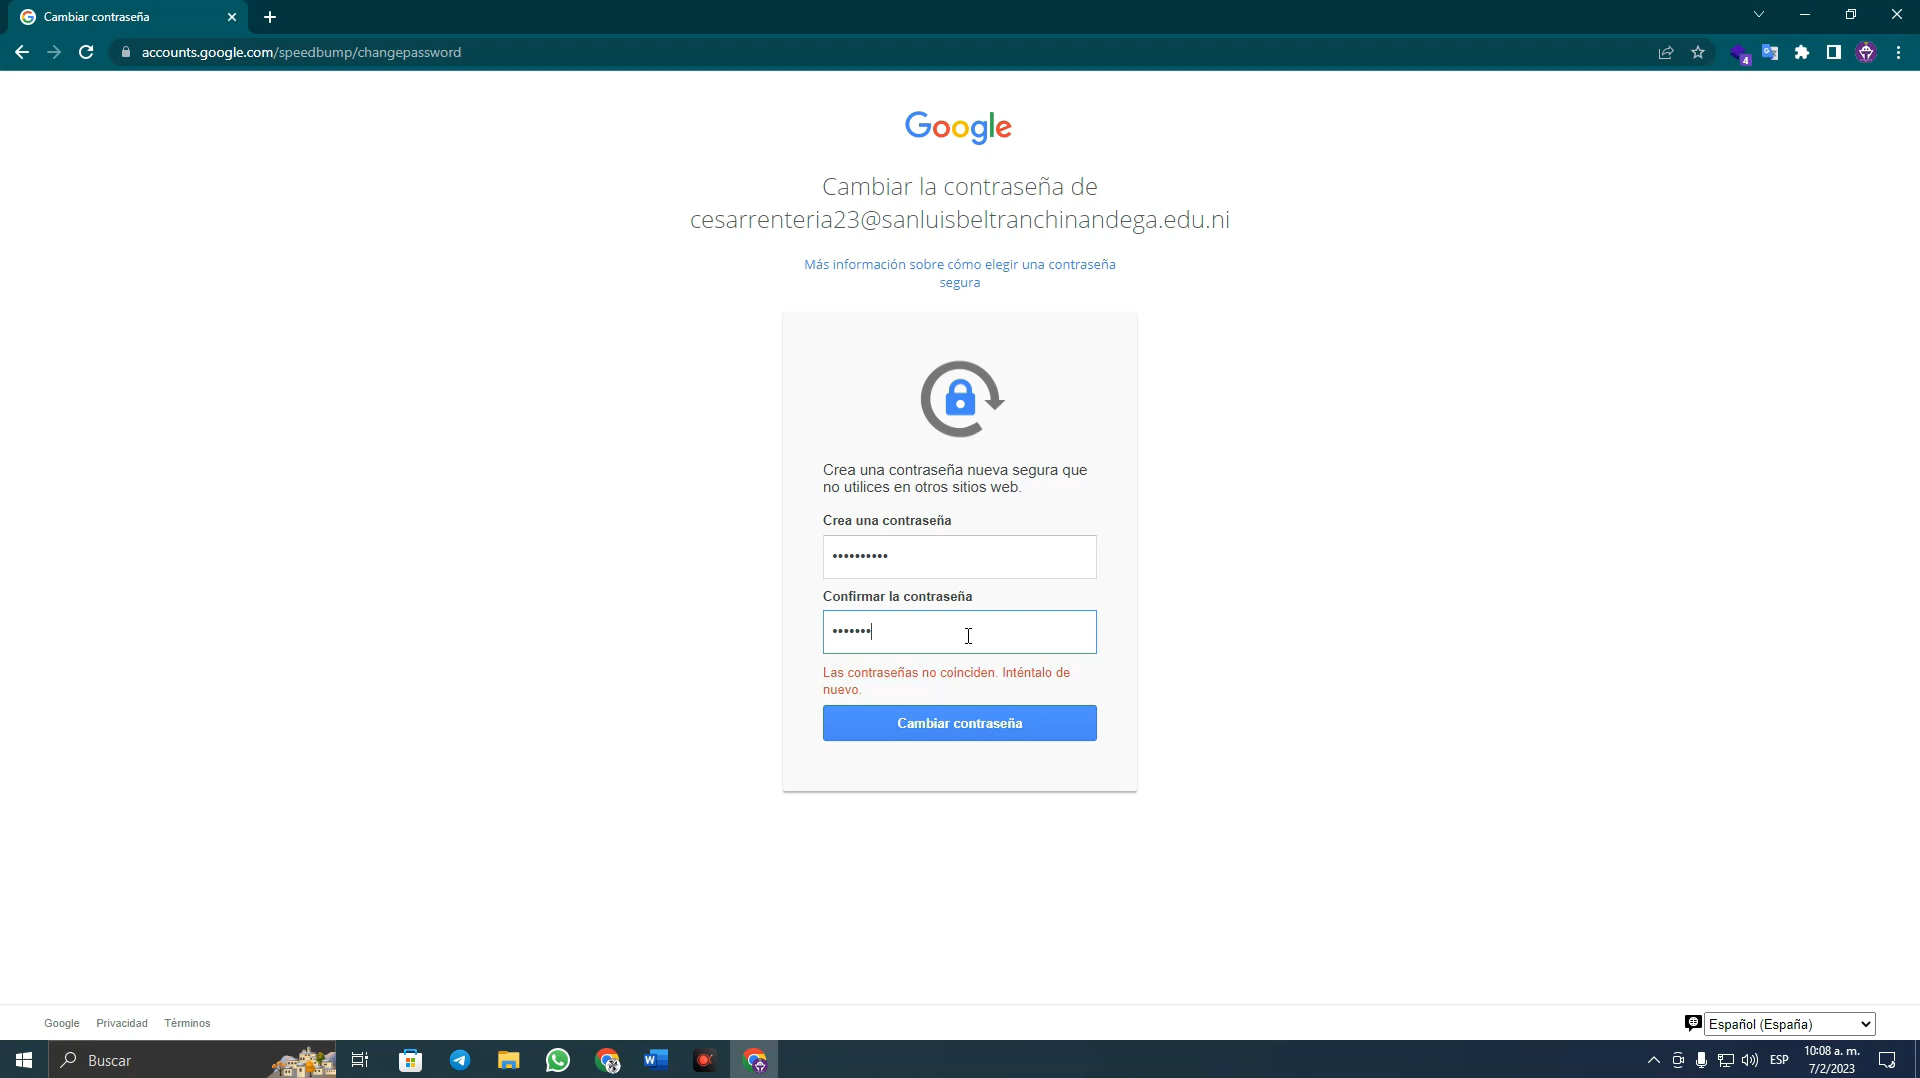 Cambiar contraseña
accounts.google.com/speedbump/changepassword
4
Google
Cambiar la contraseña de
cesarrenteria23@sanluisbeltranchinandega.edu.ni
Más información sobre cómo elegir una contraseña
segura
Crea una contraseña nueva segura que
no utilices en otros sitios web.
Crea una contraseña
••••••••••
Confirmar la contraseña
•••••••
Las contraseñas no coinciden. Inténtalo de
nuevo.
Cambiar contraseña
Google Privacidad Términos
Español (España)
Buscar
ESP
10:08 a. m.
7/2/2023